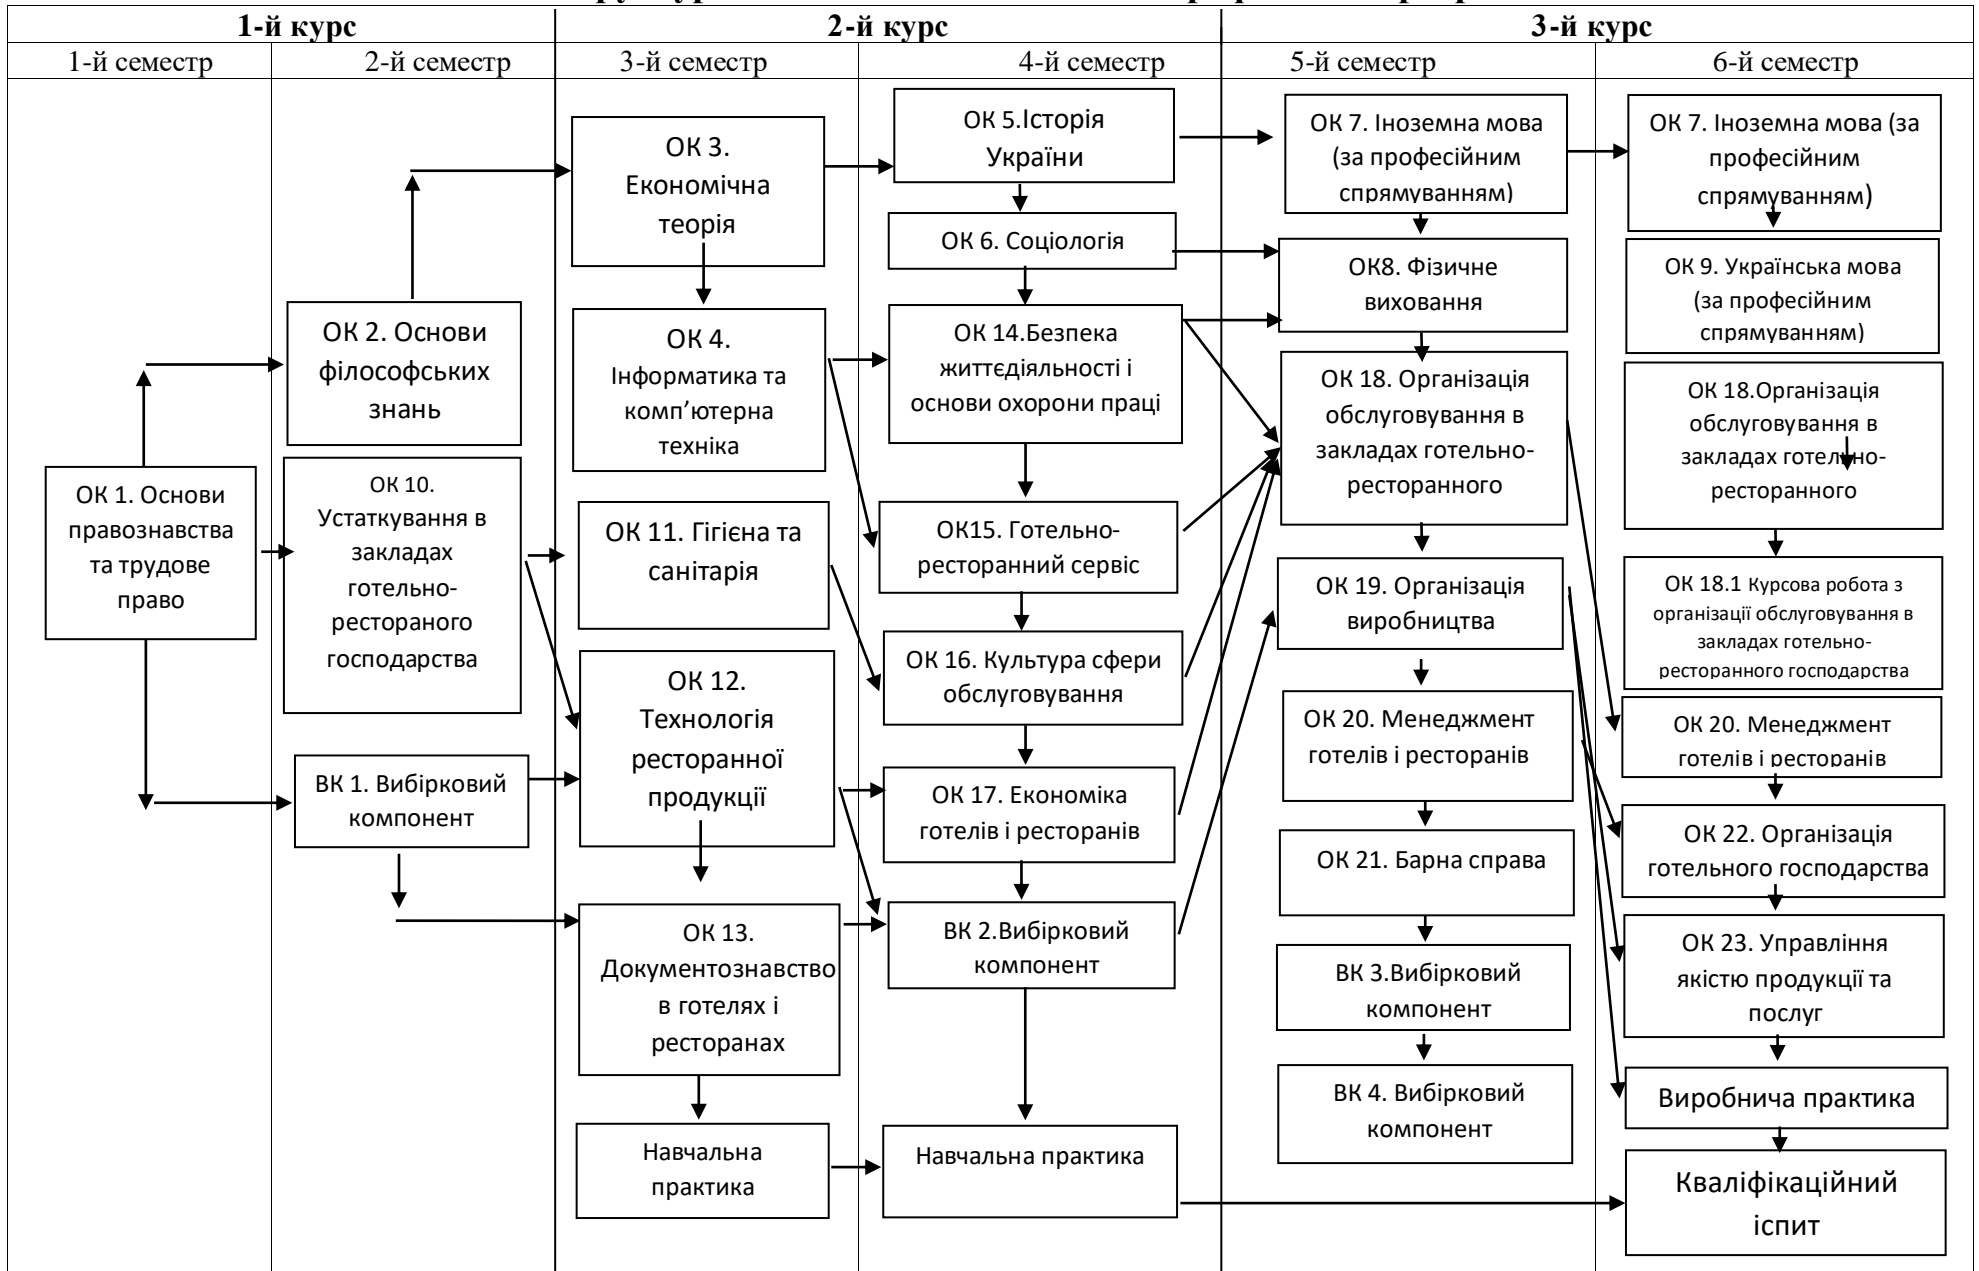 1-й курс
2-й курс
3-й курс
1-й семестр
2-й семестр
3-й семестр
4-й семестр
5-й семестр
6-й семестр
ОК 1. Основи
правознавства
та трудове
право
ОК 2. Основи
філософських
знань
ОК 10.
Устаткування в
закладах
готельно-
рестораного
господарства
ВК 1. Вибірковий
компонент
ОК 3.
Економічна
теорія
ОК 4.
Інформатика та
комп’ютерна
техніка
ОК 11. Гігієна та
санітарія
ОК 12.
Технологія
ресторанної
продукції
ОК 13.
Документознавство
в готелях і
ресторанах
Навчальна
практика
ОК 5.Історія
України
ОК 6. Соціологія
ОК 14.Безпека
життєдіяльності і
основи охорони праці
ОК15. Готельно-
ресторанний сервіс
ОК 16. Культура сфери
обслуговування
ОК 17. Економіка
готелів і ресторанів
ВК 2.Вибірковий
компонент
Навчальна практика
ОК 7. Іноземна мова
(за професійним
спрямуванням)
ОК8. Фізичне
виховання
ОК 18. Організація
обслуговування в
закладах готельно-
ресторанного
ОК 19. Організація
виробництва
ОК 20. Менеджмент
готелів і ресторанів
ОК 21. Барна справа
ВК 3.Вибірковий
компонент
ВК 4. Вибірковий
компонент
ОК 7. Іноземна мова (за
професійним
спрямуванням)
ОК 9. Українська мова
(за професійним
спрямуванням)
ОК 18.Організація
обслуговування в
закладах готельно-
ресторанного
ОК 18.1 Курсова робота з
організації обслуговування в
закладах готельно-
ресторанного господарства
ОК 20. Менеджмент
готелів і ресторанів
ОК 22. Організація
готельного господарства
ОК 23. Управління
якістю продукції та
послуг
Виробнича практика
Кваліфікаційний
іспит